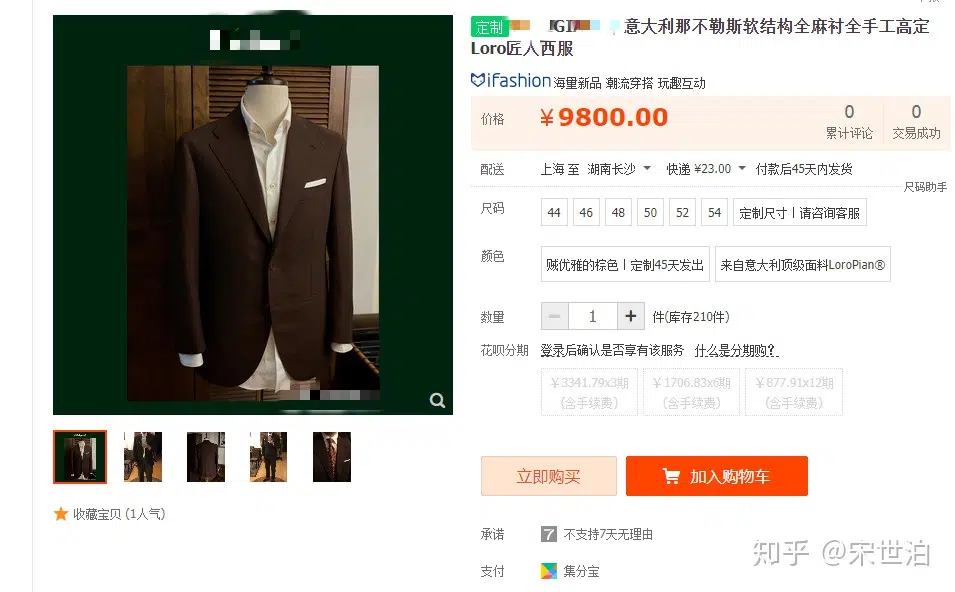 定制 意大利那不勒斯软结构全麻衬全手工高定
Loro匠人西服
iFashion 海量新品 潮流穿搭 玩趣互动
价格 ¥9800.00 0 累计评论 0 交易成功
配送 上海 至 湖南长沙 快递 ¥23.00 付款后45天内发货
尺码助手
尺码 44 46 48 50 52 54 定制尺寸丨请咨询客服
颜色 贼优雅的棕色丨定制45天发出 来自意大利顶级面料LoroPian®
数量 1 件(库存210件)
花呗分期 登录后确认是否享有该服务 什么是分期购?
¥3341.79x3期 ¥1706.83x6期 ¥877.91x12期
(含手续费) (含手续费) (含手续费)
立即购买 加入购物车
收藏宝贝 (1人气)
承诺 7 不支持7天无理由
支付 集分宝
知乎 @宋世泊